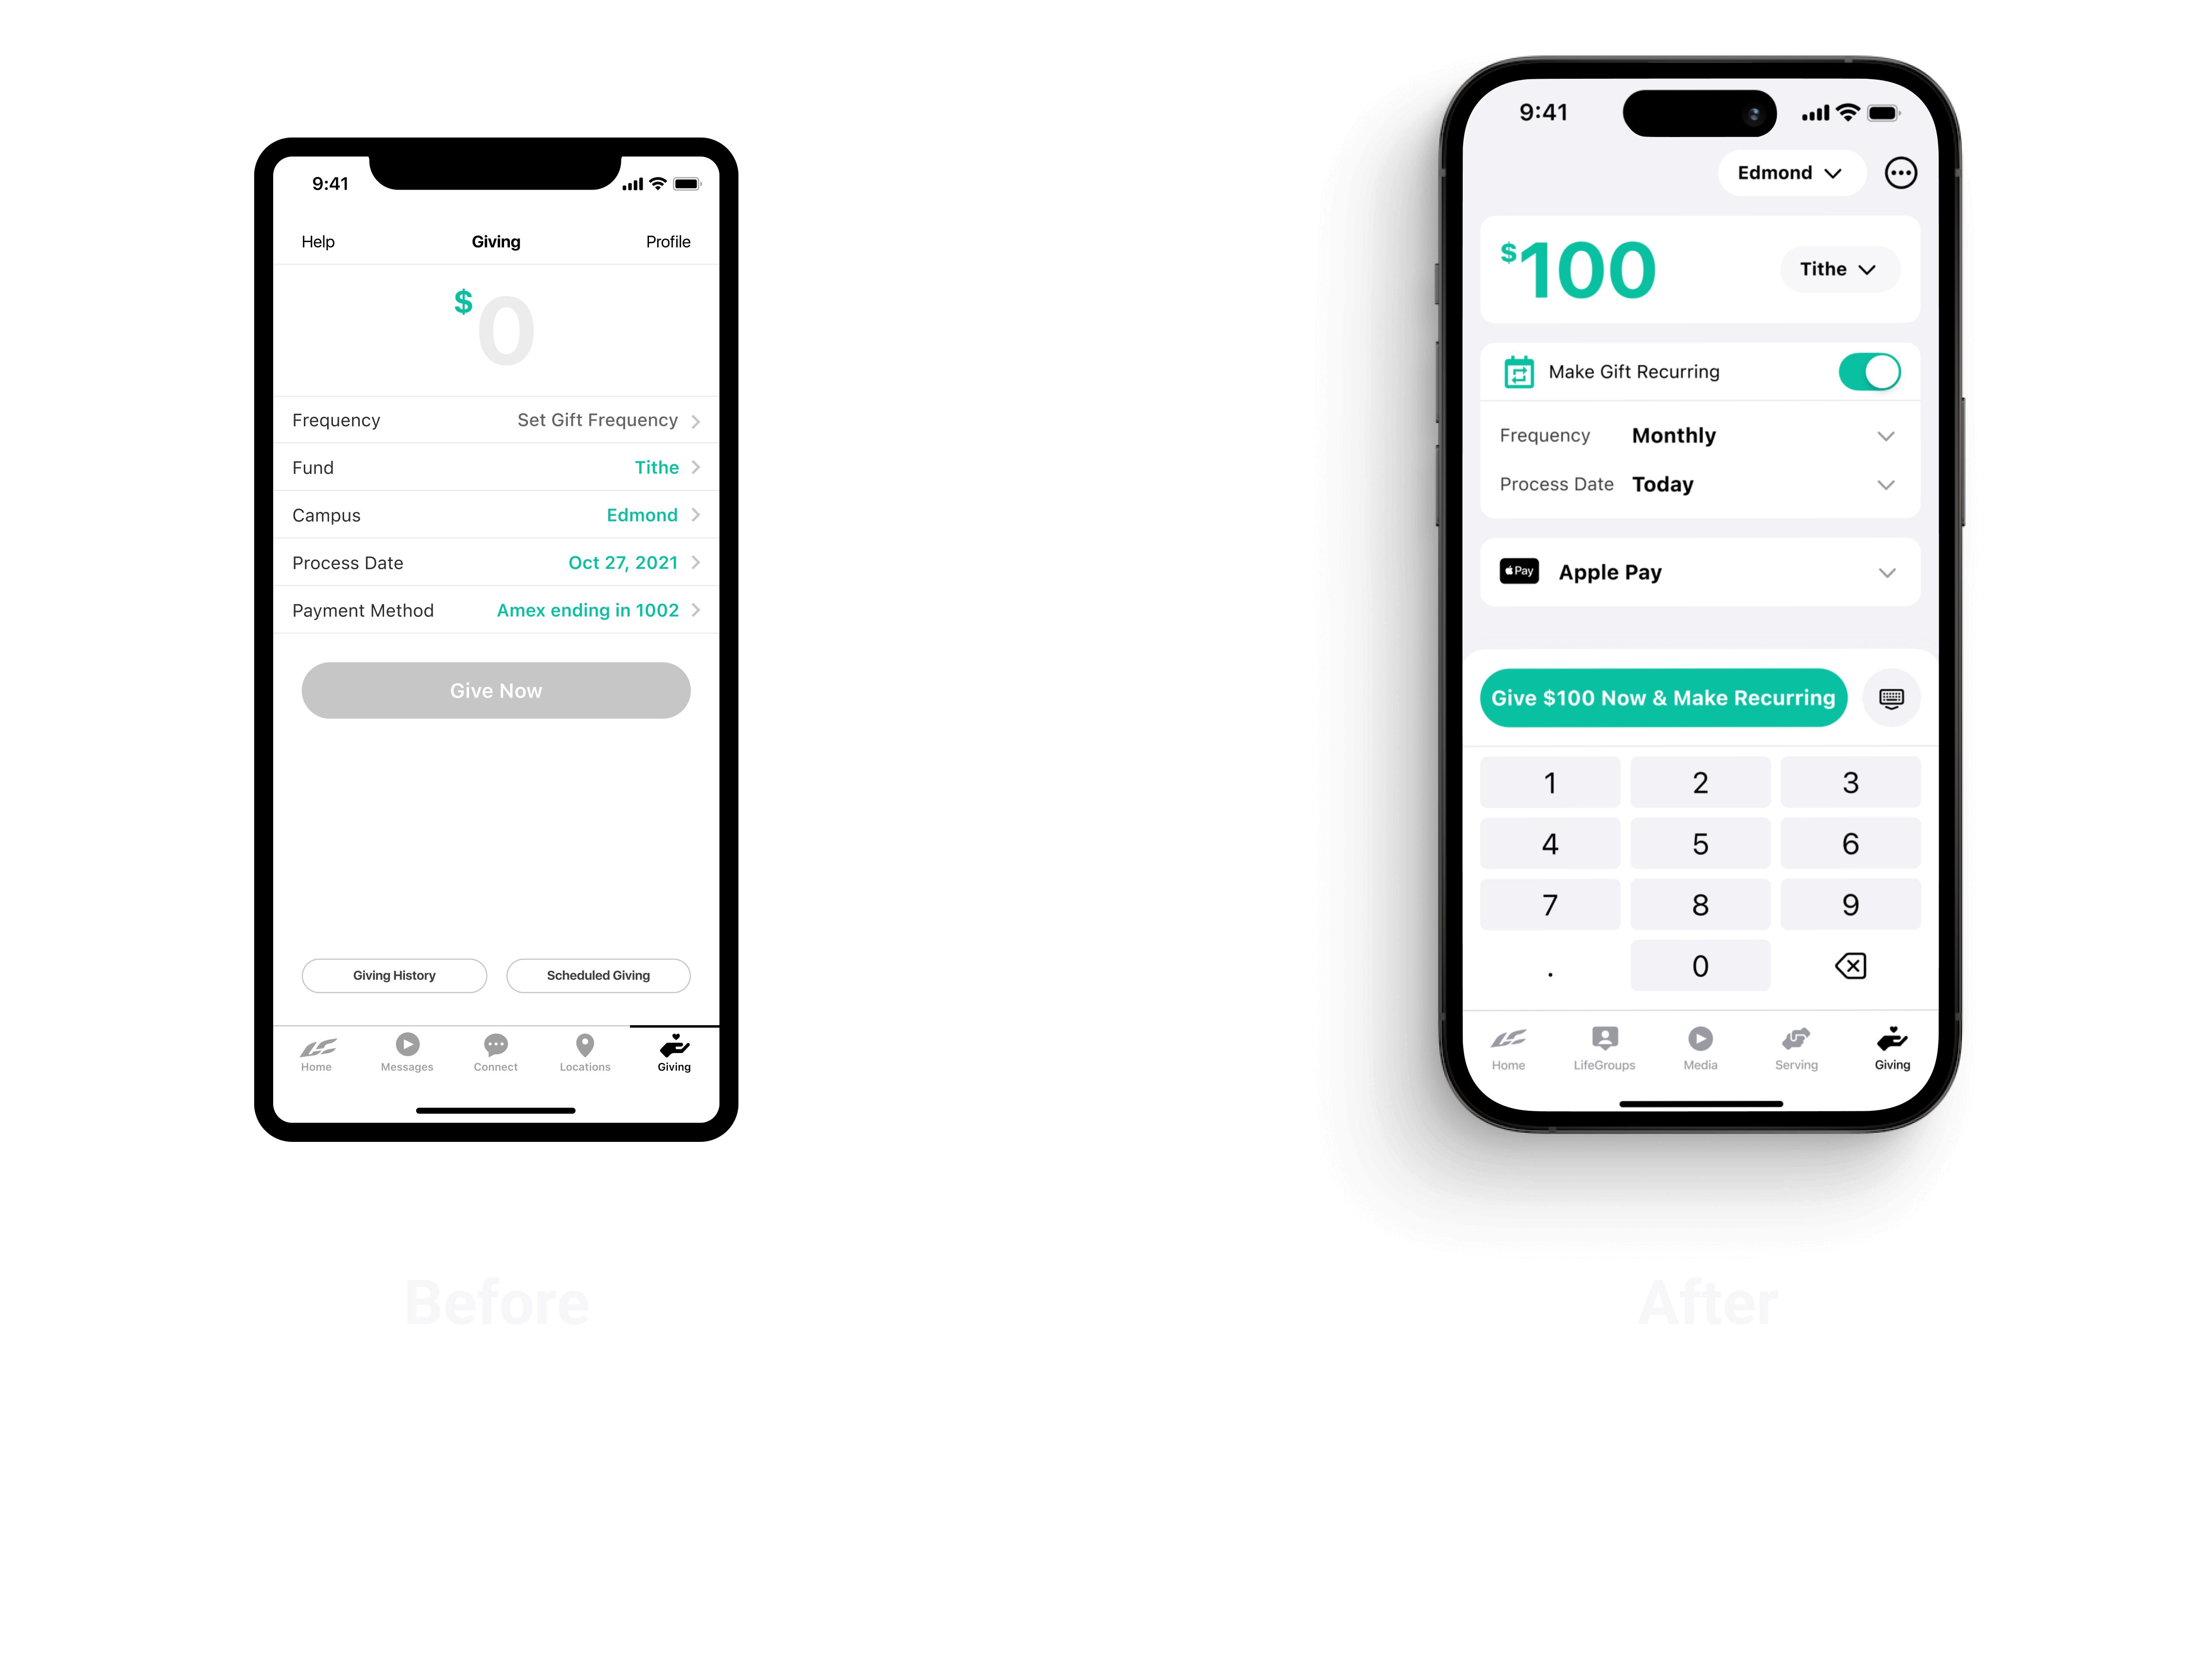 9:41
Help Giving Profile
$0
Frequency Set Gift Frequency
Fund Tithe
Campus Edmond
Process Date Oct 27, 2021
Payment Method Amex ending in 1002
Give Now
Giving History Scheduled Giving
Home Messages Connect Locations Giving
Before
9:41
Edmond
$100 Tithe
Make Gift Recurring
Frequency Monthly
Process Date Today
Pay Apple Pay
Give $100 Now & Make Recurring
1 2 3
4 5 6
7 8 9
. 0
Home LifeGroups Media Serving Giving
After